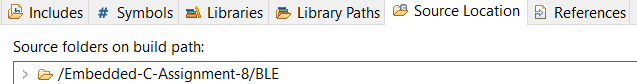 Includes # Symbols Libraries Library Paths Source Location References
Source folders on build path:
> /Embedded-C-Assignment-8/BLE